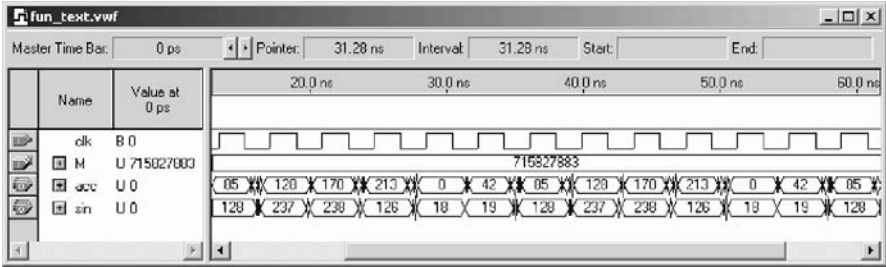 fun_text.vwf
Master Time Bar: 0 ps Pointer: 31.28 ns Interval: 31.28 ns Start: End:
Name Value at 0 ps 20.0 ns 30.0 ns 40.0 ns 50.0 ns 60.0 ns
clk B 0
M U 715827883 715827883
acc U 0 85 128 170 213 0 42 85 128 170 213 0 42 85
sin U 0 128 237 238 126 18 19 128 237 238 126 18 19 128